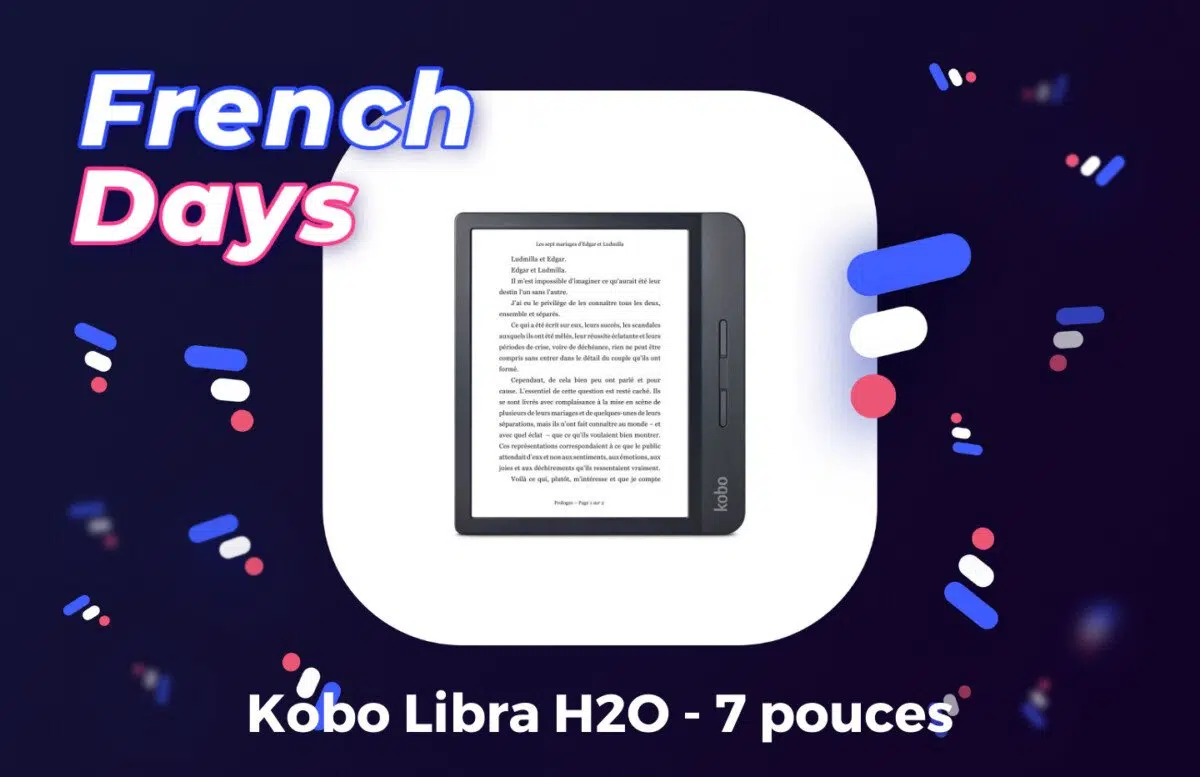 French
Days
Les sept mariages d'Edgar et Ludmilla
Ludmilla et Edgar.
Edgar et Ludmilla.
Il m'est impossible d'imaginer ce qu'aurait été leur
destin l'un sans l'autre.
J'ai eu le privilège de les connaître tous les deux,
ensemble et séparés.
Ce qui a été écrit sur eux, leurs succès, les scandales
auxquels ils ont été mêlés, leur réussite éclatante et leurs
périodes de crise, voire de déchéance, rien ne peut être
compris sans entrer dans le détail du couple qu'ils ont
formé.
Cependant, de cela bien peu ont parlé et pour
cause. L'essentiel de cette question est resté caché. Ils
se sont livrés avec complaisance à la mise en scène de
plusieurs de leurs mariages et de quelques-unes de leurs
séparations, mais ils n'ont fait connaître au monde – et
avec quel éclat – que ce qu'ils voulaient bien montrer.
Ces représentations correspondaient à ce que le public
attendait d'eux et non aux sentiments, aux émotions, aux
joies et aux déchirements qu'ils ressentaient vraiment.
Voilà ce qui, plutôt, m'intéresse et que je compte
Prologue – Page 1 sur 2
kobo
Kobo Libra H2O - 7 pouces